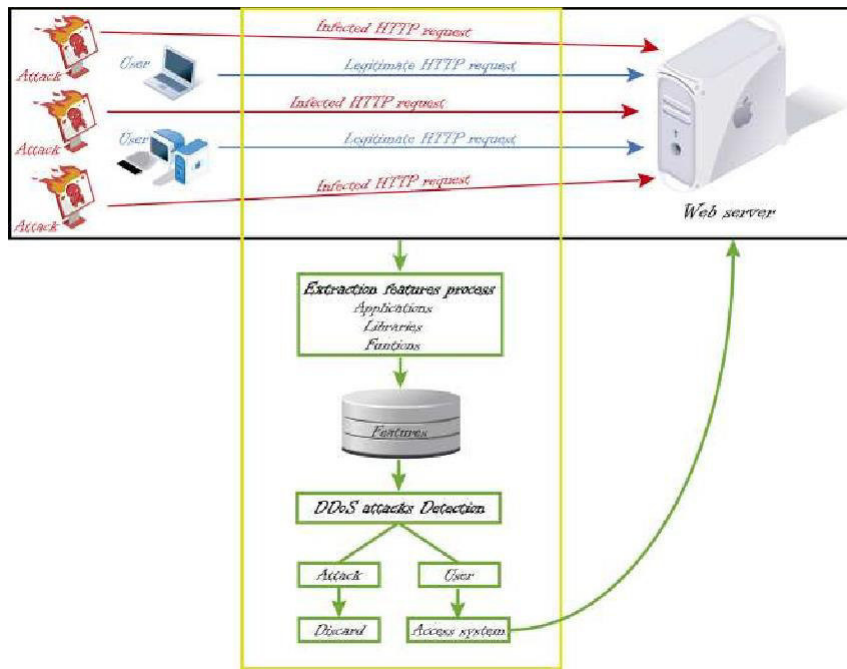 Infected HTTP request
Attack
User
Legitimate HTTP request
Infected HTTP request
Attack
User
Legitimate HTTP request
Infected HTTP request
Attack
Web server
Extraction features process
Applications
Libraries
Funtions
Features
DDoS attacks Detection
Attack
User
Discard
Access system